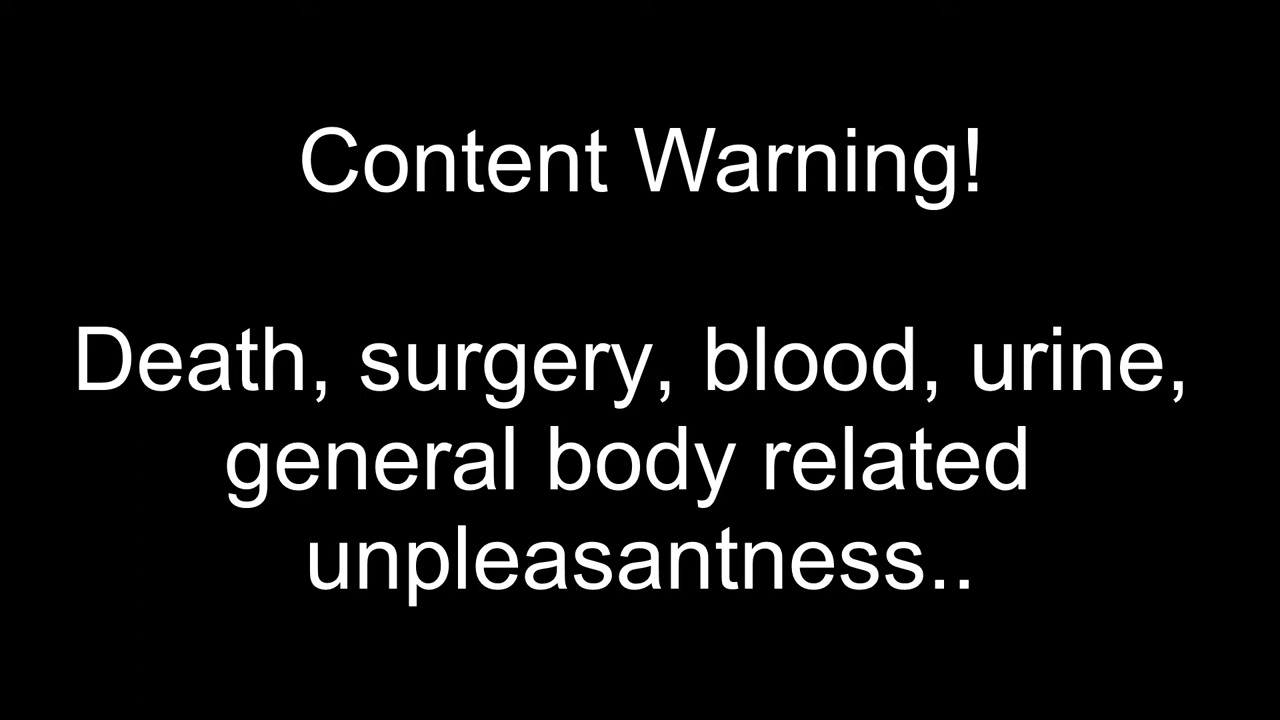 Content Warning!
Death, surgery, blood, urine,
general body related
unpleasantness..